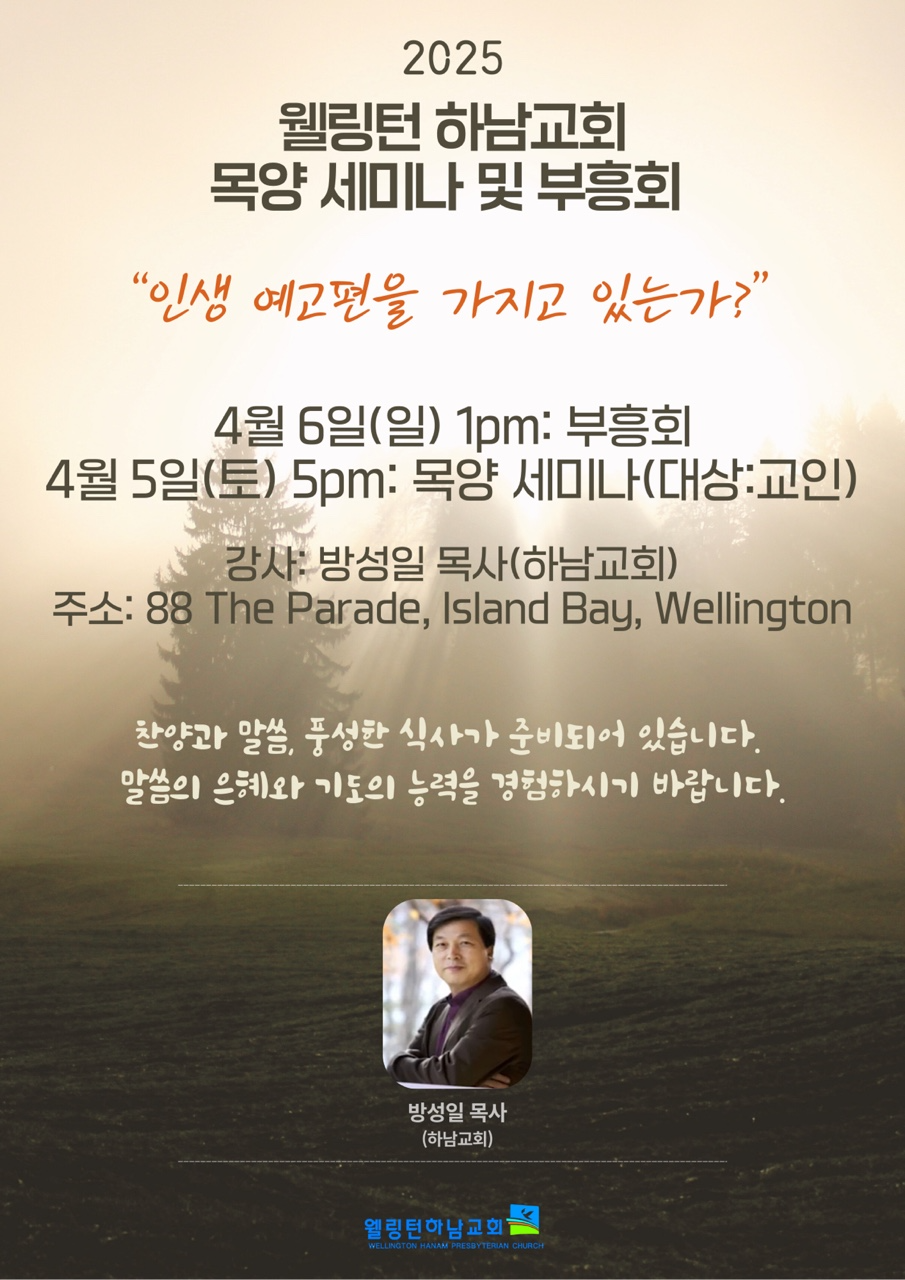 2025
웰링턴 하남교회
목양 세미나 및 부흥회
“인생 예고편을 가지고 있는가?”
4월 6일(일) 1pm: 부흥회
4월 5일(토) 5pm: 목양 세미나(대상:교인)
강사: 방성일 목사(하남교회)
주소: 88 The Parade, Island Bay, Wellington
찬양과 말씀, 풍성한 식사가 준비되어 있습니다.
말씀의 은혜와 기도의 능력을 경험하시기 바랍니다.
방성일 목사
(하남교회)
웰링턴하남교회
WELLINGTON HANAM PRESBYTERIAN CHURCH